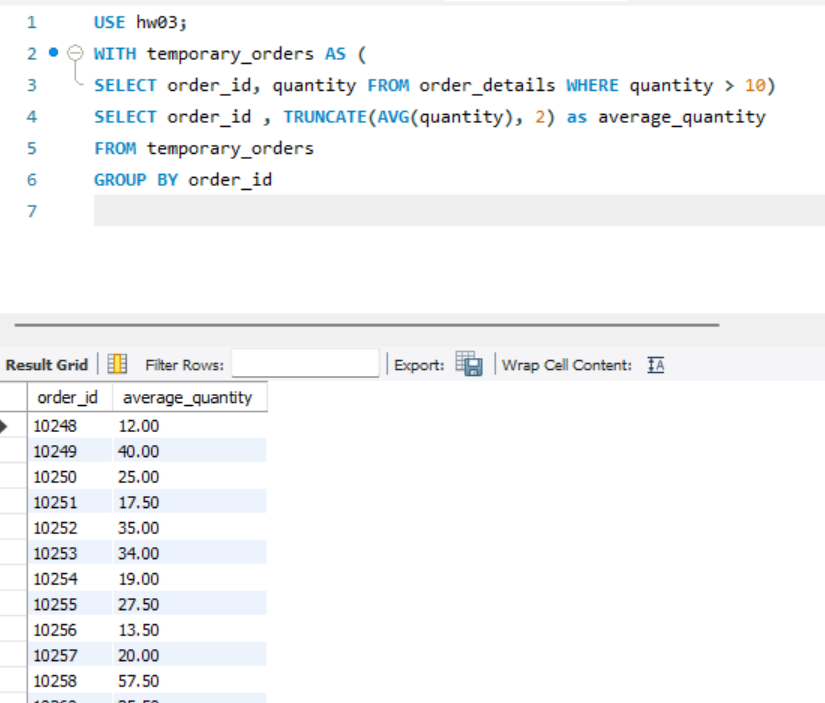 1 USE hw03;
2 WITH temporary_orders AS (
3 SELECT order_id, quantity FROM order_details WHERE quantity > 10)
4 SELECT order_id , TRUNCATE(AVG(quantity), 2) as average_quantity
5 FROM temporary_orders
6 GROUP BY order_id
7
Result Grid Filter Rows: Export: Wrap Cell Content: IA
order_id average_quantity
10248 12.00
10249 40.00
10250 25.00
10251 17.50
10252 35.00
10253 34.00
10254 19.00
10255 27.50
10256 13.50
10257 20.00
10258 57.50